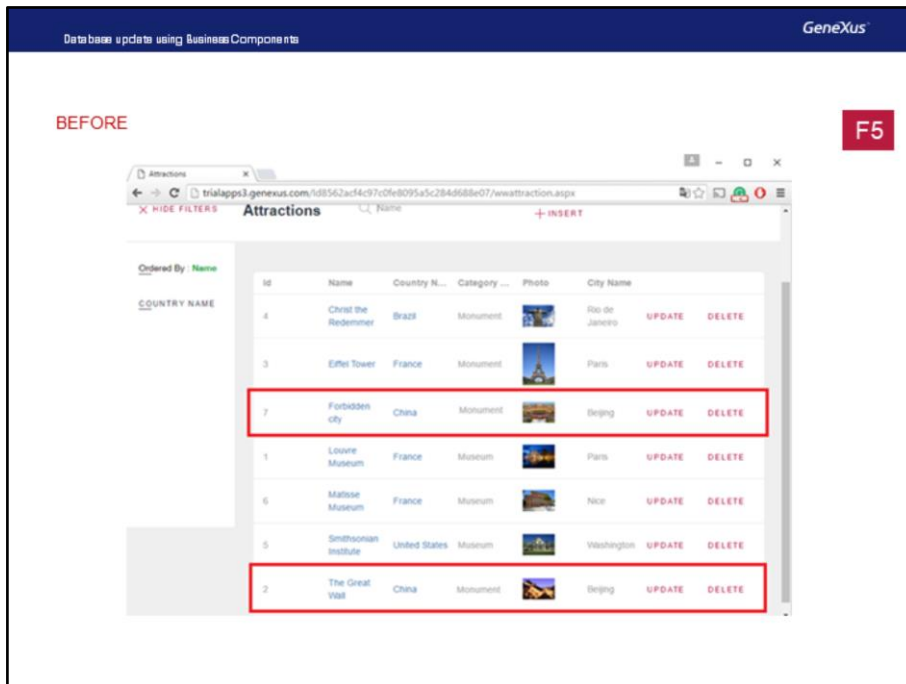 GeneXus
Database update using Business Components
BEFORE
F5
Attractions
trialapps3.genexus.com/Id8562acf4c97c0fe8095a5c284d688e07/wwattraction.aspx
HIDE FILTERS
Attractions
Name
+ INSERT
Ordered By : Name
COUNTRY NAME
Id Name Country N... Category ... Photo City Name
4 Christ the Redemmer Brazil Monument Rio de Janeiro UPDATE DELETE
3 Eiffel Tower France Monument Paris UPDATE DELETE
7 Forbidden city China Monument Beijing UPDATE DELETE
1 Louvre Museum France Museum Paris UPDATE DELETE
6 Matisse Museum France Museum Nice UPDATE DELETE
5 Smithsonian Institute United States Museum Washington UPDATE DELETE
2 The Great Wall China Monument Beijing UPDATE DELETE